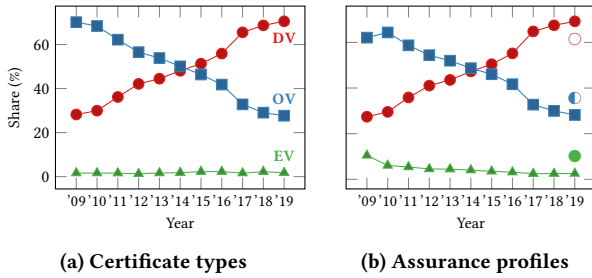 60
40
20
0
Share (%)
DV
OV
EV
'09 '10 '11 '12 '13 '14 '15 '16 '17 '18 '19
'09 '10 '11 '12 '13 '14 '15 '16 '17 '18 '19
Year
Year
(a) Certificate types
(b) Assurance profiles